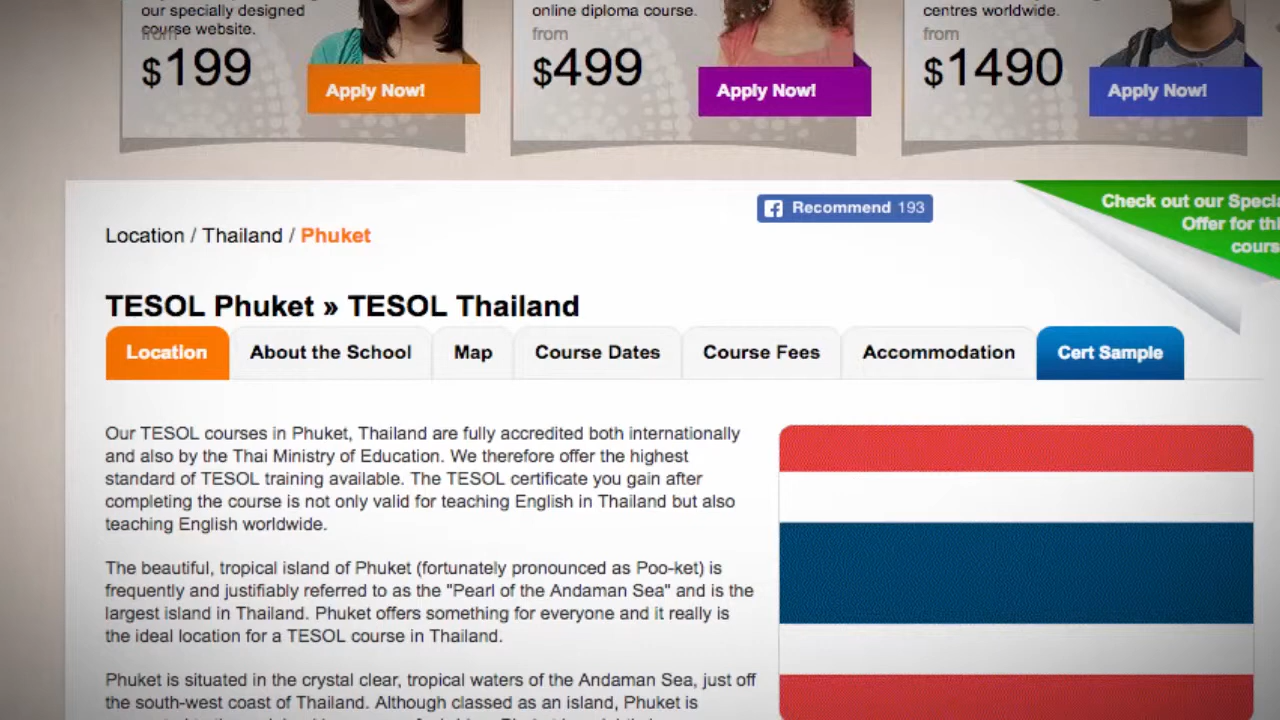 our specially designed
course website.
from
$199
Apply Now!
online diploma course.
from
$499
Apply Now!
centres worldwide.
from
$1490
Apply Now!
Recommend 193
Check out our Specia
Offer for thi
cours
Location / Thailand / Phuket
TESOL Phuket » TESOL Thailand
Location About the School Map Course Dates Course Fees Accommodation Cert Sample
Our TESOL courses in Phuket, Thailand are fully accredited both internationally
and also by the Thai Ministry of Education. We therefore offer the highest
standard of TESOL training available. The TESOL certificate you gain after
completing the course is not only valid for teaching English in Thailand but also
teaching English worldwide.
The beautiful, tropical island of Phuket (fortunately pronounced as Poo-ket) is
frequently and justifiably referred to as the "Pearl of the Andaman Sea" and is the
largest island in Thailand. Phuket offers something for everyone and it really is
the ideal location for a TESOL course in Thailand.
Phuket is situated in the crystal clear, tropical waters of the Andaman Sea, just off
the south-west coast of Thailand. Although classed as an island, Phuket is